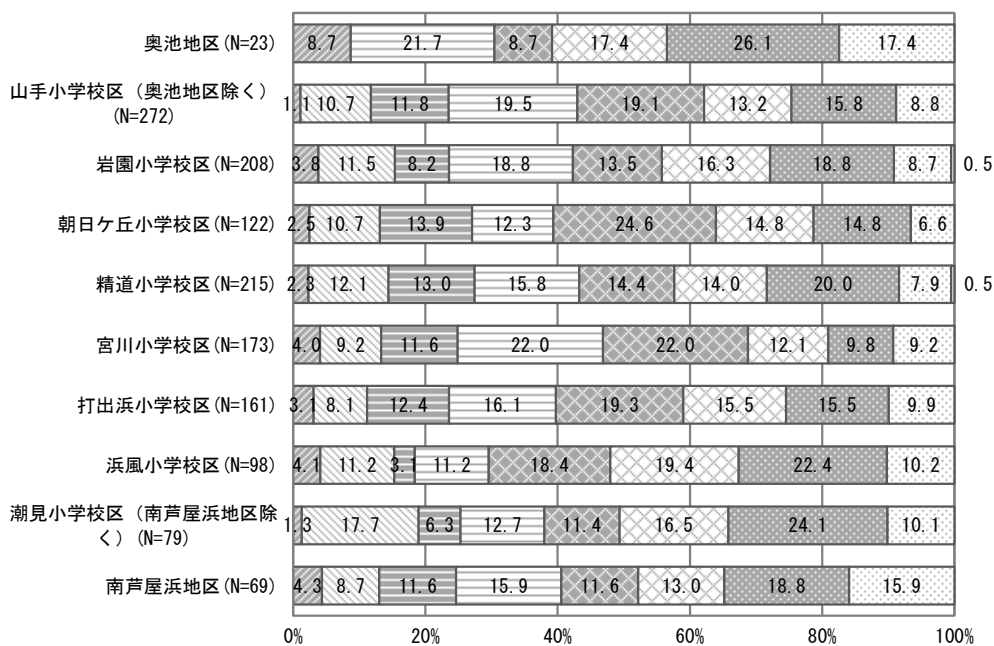 奥池地区(N=23) 8.7 21.7 8.7 17.4 26.1 17.4
山手小学校区（奥池地区除く）
(N=272) 1.1 10.7 11.8 19.5 19.1 13.2 15.8 8.8
岩園小学校区(N=208) 3.8 11.5 8.2 18.8 13.5 16.3 18.8 8.7 0.5
朝日ケ丘小学校区(N=122) 2.5 10.7 13.9 12.3 24.6 14.8 14.8 6.6
精道小学校区(N=215) 2.3 12.1 13.0 15.8 14.4 14.0 20.0 7.9 0.5
宮川小学校区(N=173) 4.0 9.2 11.6 22.0 22.0 12.1 9.8 9.2
打出浜小学校区(N=161) 3.1 8.1 12.4 16.1 19.3 15.5 15.5 9.9
浜風小学校区(N=98) 4.1 11.2 3.1 11.2 18.4 19.4 22.4 10.2
潮見小学校区（南芦屋浜地区除
く）(N=79) 1.3 17.7 6.3 12.7 11.4 16.5 24.1 10.1
南芦屋浜地区(N=69) 4.3 8.7 11.6 15.9 11.6 13.0 18.8 15.9
0% 20% 40% 60% 80% 100%